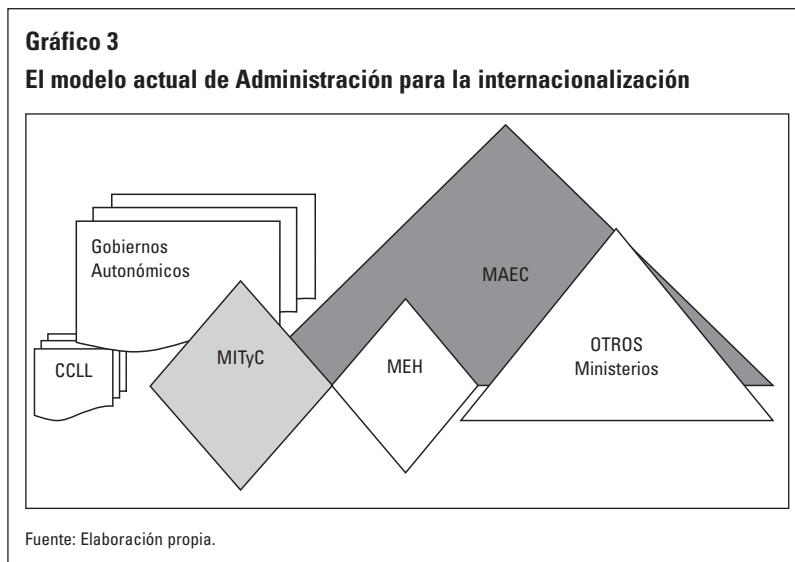 Gráfico 3
El modelo actual de Administración para la internacionalización
Gobiernos
Autonómicos
MAEC
CCLL
MITyC
MEH
OTROS
Ministerios
Fuente: Elaboración propia.